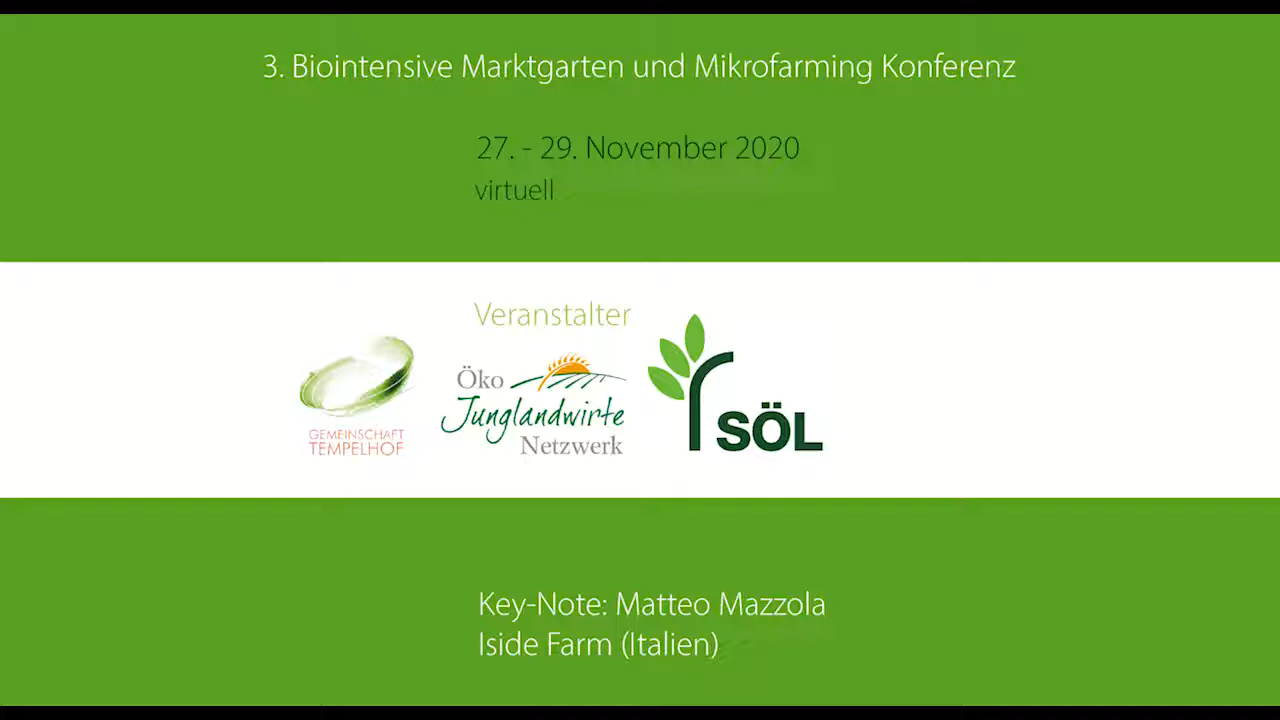 3. Biointensive Marktgarten und Mikrofarming Konferenz
27. - 29. November 2020
virtuell
Veranstalter
GEMEINSCHAFT
TEMPELHOF
Öko
Junglandwirte
Netzwerk
SÖL
Key-Note: Matteo Mazzola
Iside Farm (Italien)